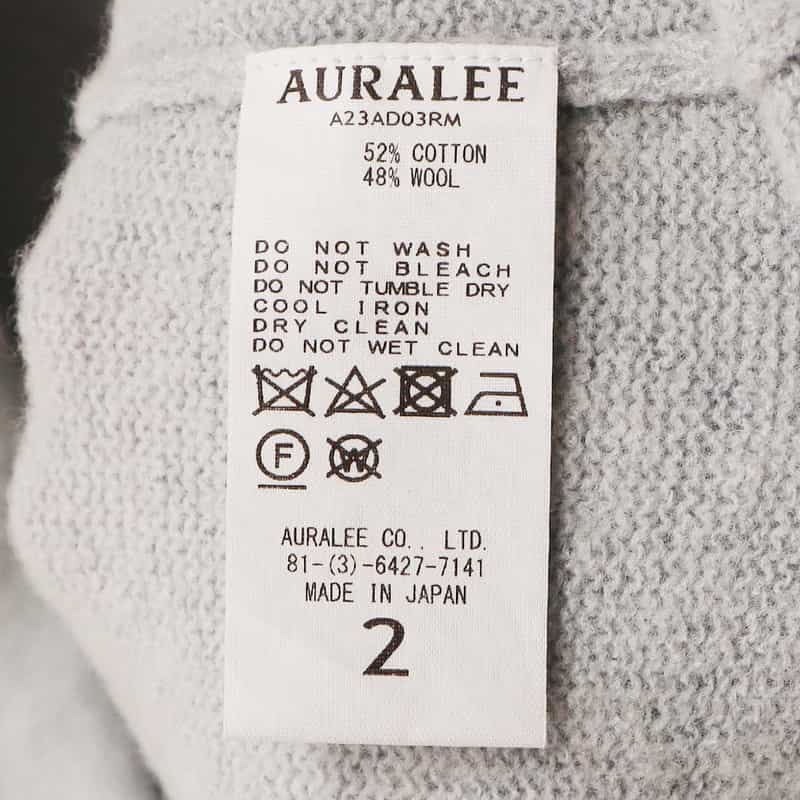 AURALEE
A23AD03RM
52% COTTON
48% WOOL
DO NOT WASH
DO NOT BLEACH
DO NOT TUMBLE DRY
COOL IRON
DRY CLEAN
DO NOT WET CLEAN
F W
AURALEE CO., LTD.
81-(3)-6427-7141
MADE IN JAPAN
2